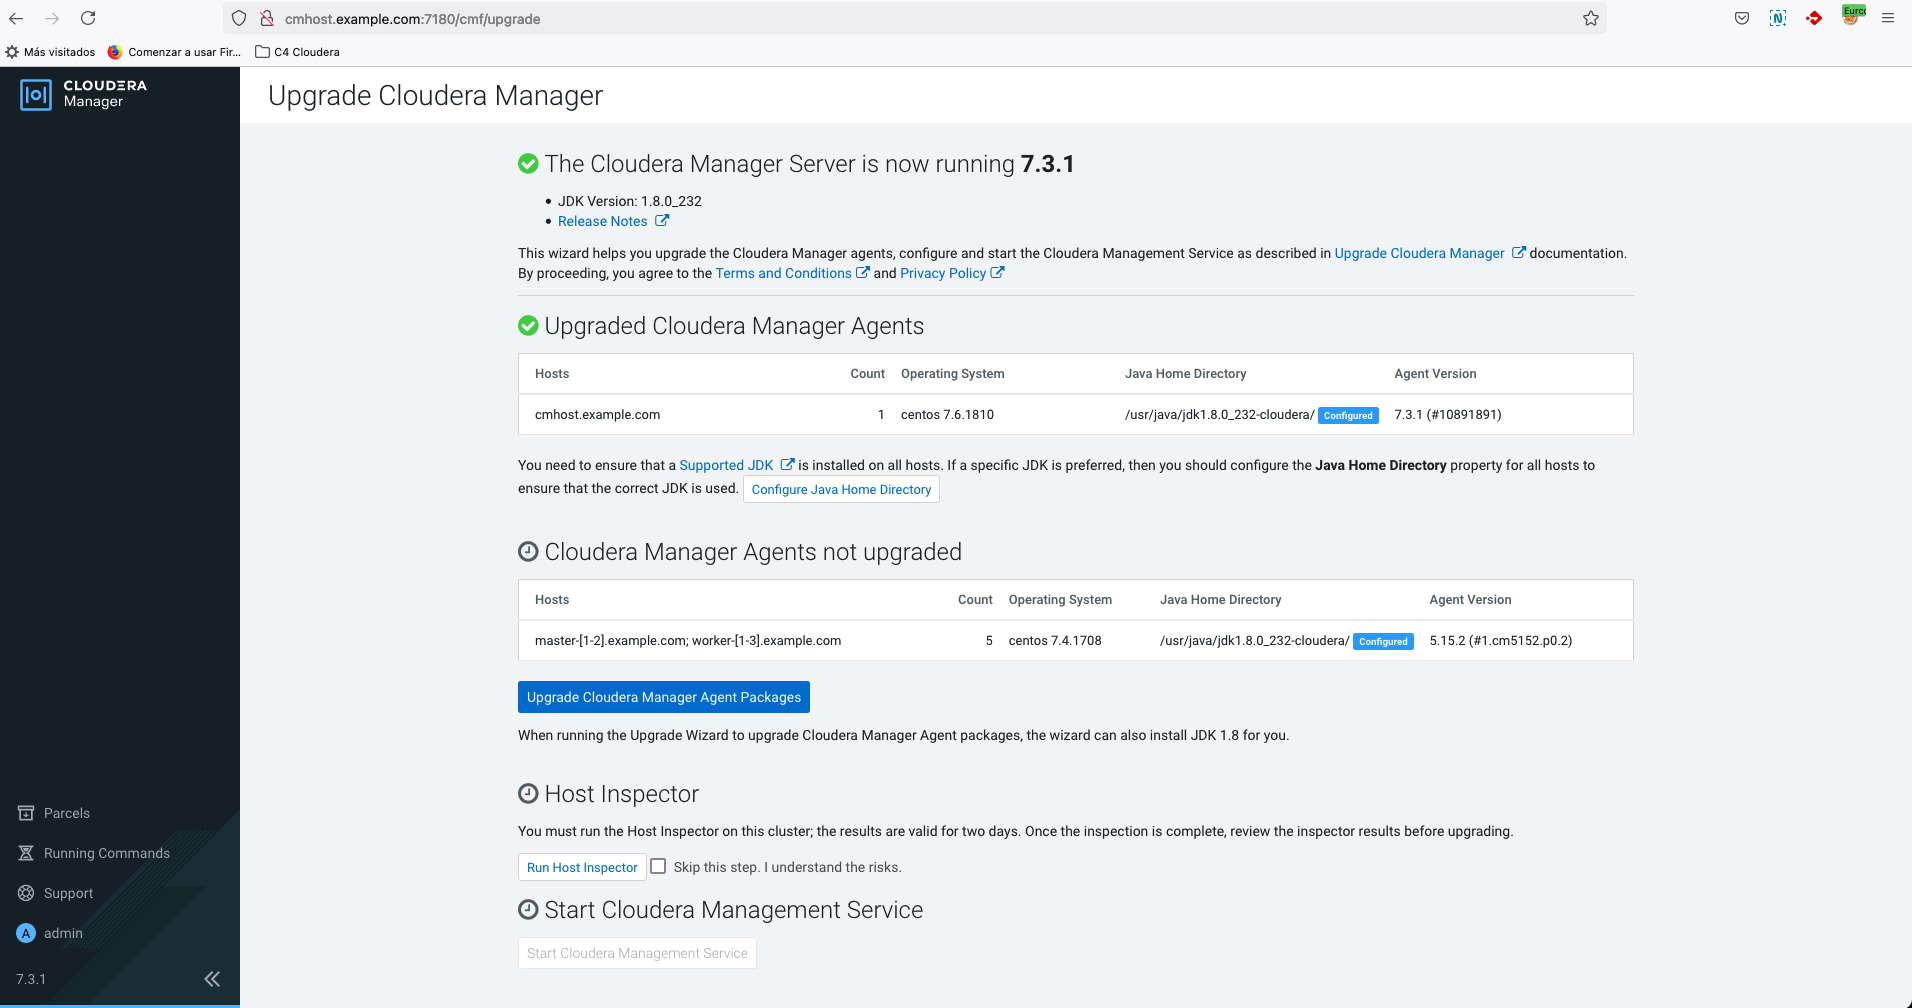 cmhost.example.com:7180/cmf/upgrade
Eurco
Más visitados
Comenzar a usar Fir...
C4 Cloudera
CLOUDERA
Manager
Upgrade Cloudera Manager
The Cloudera Manager Server is now running 7.3.1
JDK Version: 1.8.0_232
Release Notes
This wizard helps you upgrade the Cloudera Manager agents, configure and start the Cloudera Management Service as described in Upgrade Cloudera Manager documentation.
By proceeding, you agree to the Terms and Conditions and Privacy Policy
Upgraded Cloudera Manager Agents
Hosts Count Operating System Java Home Directory Agent Version
cmhost.example.com 1 centos 7.6.1810 /usr/java/jdk1.8.0_232-cloudera/ Configured 7.3.1 (#10891891)
You need to ensure that a Supported JDK is installed on all hosts. If a specific JDK is preferred, then you should configure the Java Home Directory property for all hosts to
ensure that the correct JDK is used. Configure Java Home Directory
Cloudera Manager Agents not upgraded
Hosts Count Operating System Java Home Directory Agent Version
master-[1-2].example.com; worker-[1-3].example.com 5 centos 7.4.1708 /usr/java/jdk1.8.0_232-cloudera/ Configured 5.15.2 (#1.cm5152.p0.2)
Upgrade Cloudera Manager Agent Packages
When running the Upgrade Wizard to upgrade Cloudera Manager Agent packages, the wizard can also install JDK 1.8 for you.
Host Inspector
You must run the Host Inspector on this cluster; the results are valid for two days. Once the inspection is complete, review the inspector results before upgrading.
Run Host Inspector Skip this step. I understand the risks.
Start Cloudera Management Service
Start Cloudera Management Service
Parcels
Running Commands
Support
A admin
7.3.1